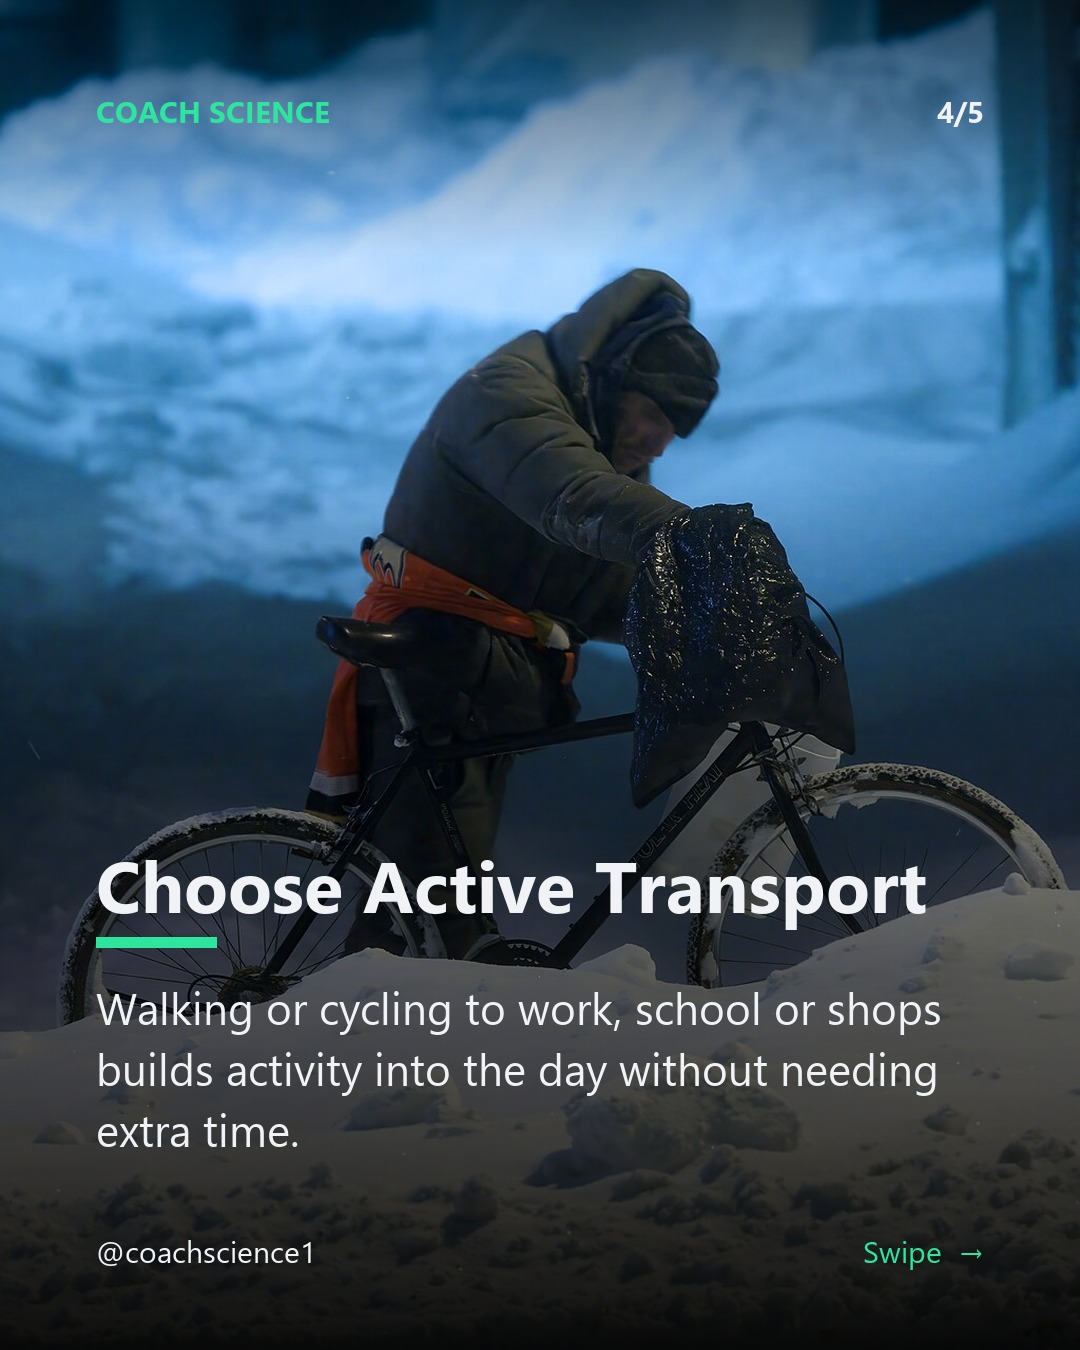 COACH SCIENCE
4/5
Choose Active Transport
Walking or cycling to work, school or shops
builds activity into the day without needing
extra time.
@coachscience1
Swipe →